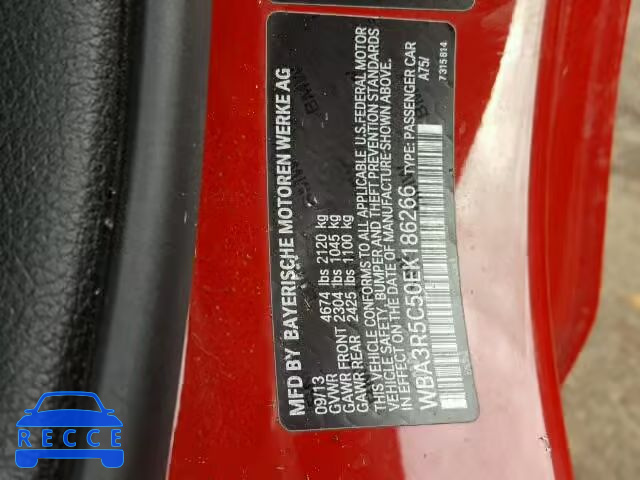 MFD BY BAYERISCHE MOTOREN WERKE AG
09/13
GVWR 4674 lbs 2120 kg
GAWR FRONT 2304 lbs 1045 kg
GAWR REAR 2425 lbs 1100 kg
THIS VEHICLE CONFORMS TO ALL APPLICABLE U.S. FEDERAL MOTOR
VEHICLE SAFETY, BUMPER AND THEFT PREVENTION STANDARDS
IN EFFECT ON THE DATE OF MANUFACTURE SHOWN ABOVE.
WBA3R5C50EK186266 TYPE: PASSENGER CAR
A75/
7315814
RECCE